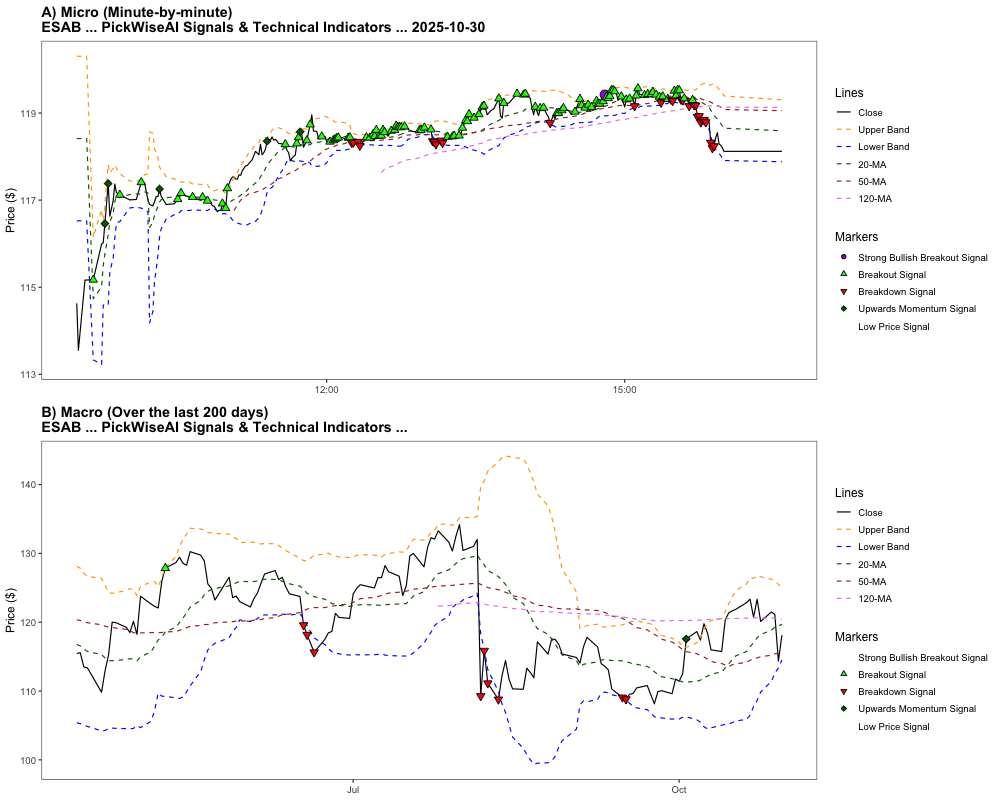 A) Micro (Minute-by-minute)
ESAB ... PickWiseAI Signals & Technical Indicators ... 2025-10-30
Price ($)
119
117
115
113
12:00
15:00
Lines
Close
Upper Band
Lower Band
20-MA
50-MA
120-MA
Markers
Strong Bullish Breakout Signal
Breakout Signal
Breakdown Signal
Upwards Momentum Signal
Low Price Signal
B) Macro (Over the last 200 days)
ESAB ... PickWiseAI Signals & Technical Indicators ...
Price ($)
140
130
120
110
100
Jul
Oct
Lines
Close
Upper Band
Lower Band
20-MA
50-MA
120-MA
Markers
Strong Bullish Breakout Signal
Breakout Signal
Breakdown Signal
Upwards Momentum Signal
Low Price Signal